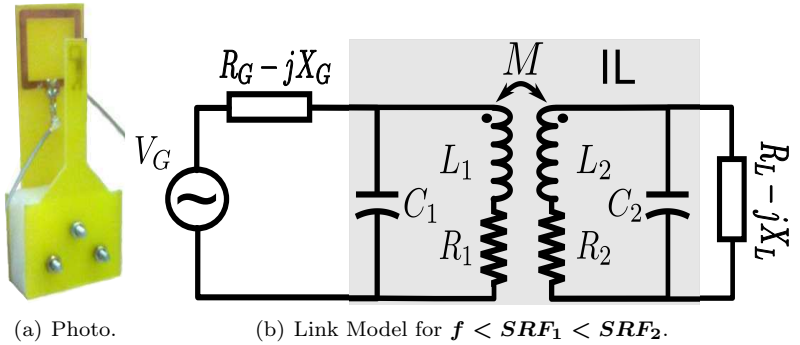 R_G − jX_G
M
IL
V_G
C_1
L_1
R_1
L_2
R_2
C_2
R_L − jX_L
(a) Photo.
(b) Link Model for f < SRF_1 < SRF_2.